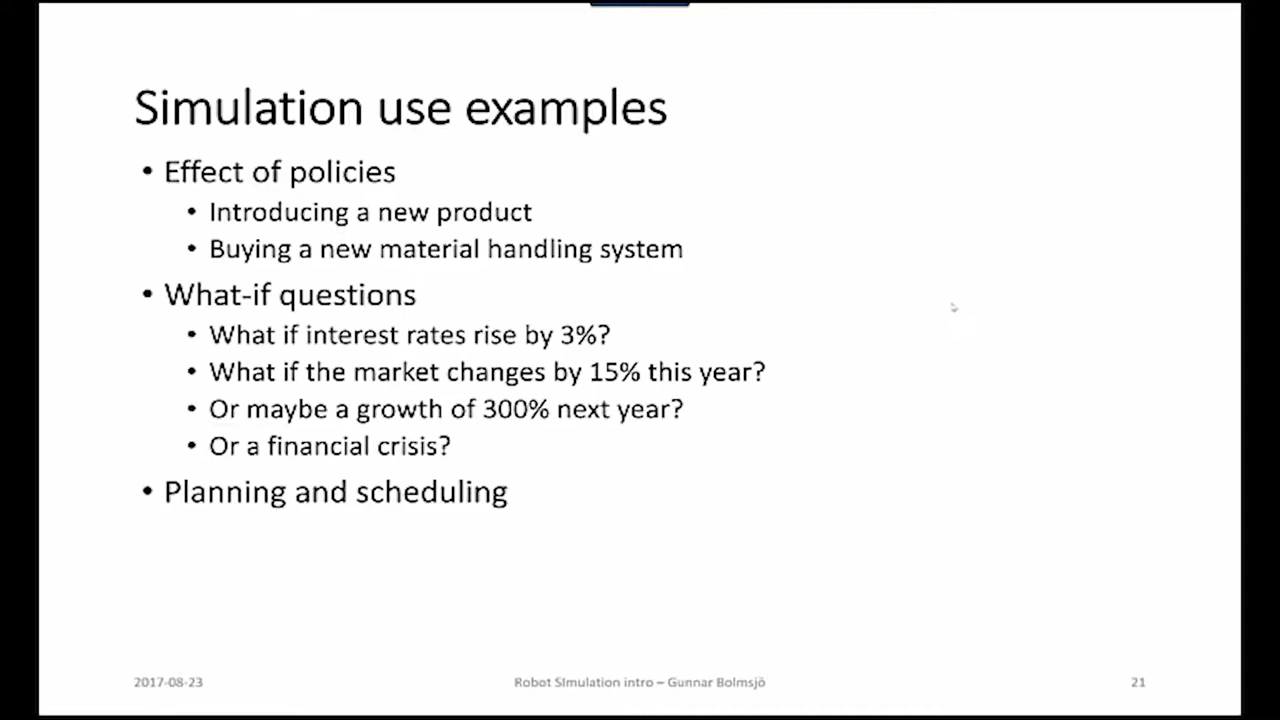 Simulation use examples
• Effect of policies
• Introducing a new product
• Buying a new material handling system
• What-if questions
• What if interest rates rise by 3%?
• What if the market changes by 15% this year?
• Or maybe a growth of 300% next year?
• Or a financial crisis?
• Planning and scheduling
2017-08-23
Robot SImulation intro – Gunnar Bolmsjö
21